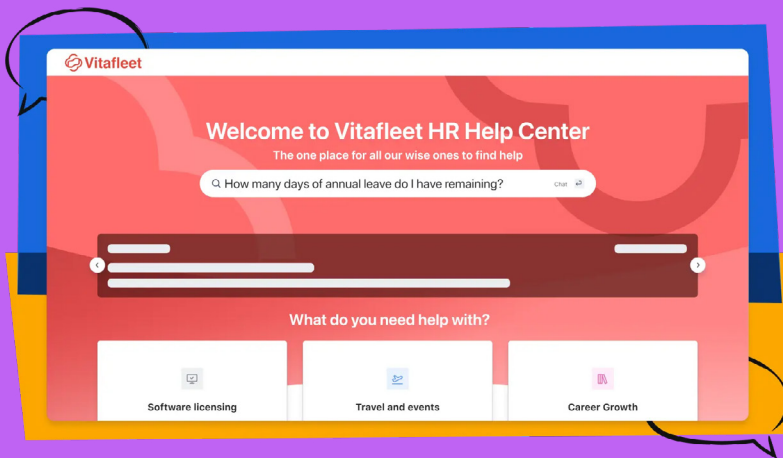 Vitafleet
Welcome to Vitafleet HR Help Center
The one place for all our wise ones to find help
How many days of annual leave do I have remaining?
Chat
What do you need help with?
Software licensing
Travel and events
Career Growth